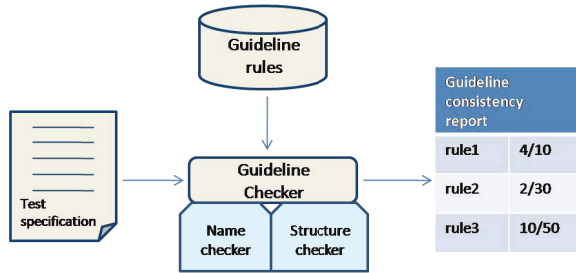 Guideline
rules
Test
specification
Guideline
Checker
Name
checker
Structure
checker
Guideline
consistency
report
rule1 4/10
rule2 2/30
rule3 10/50